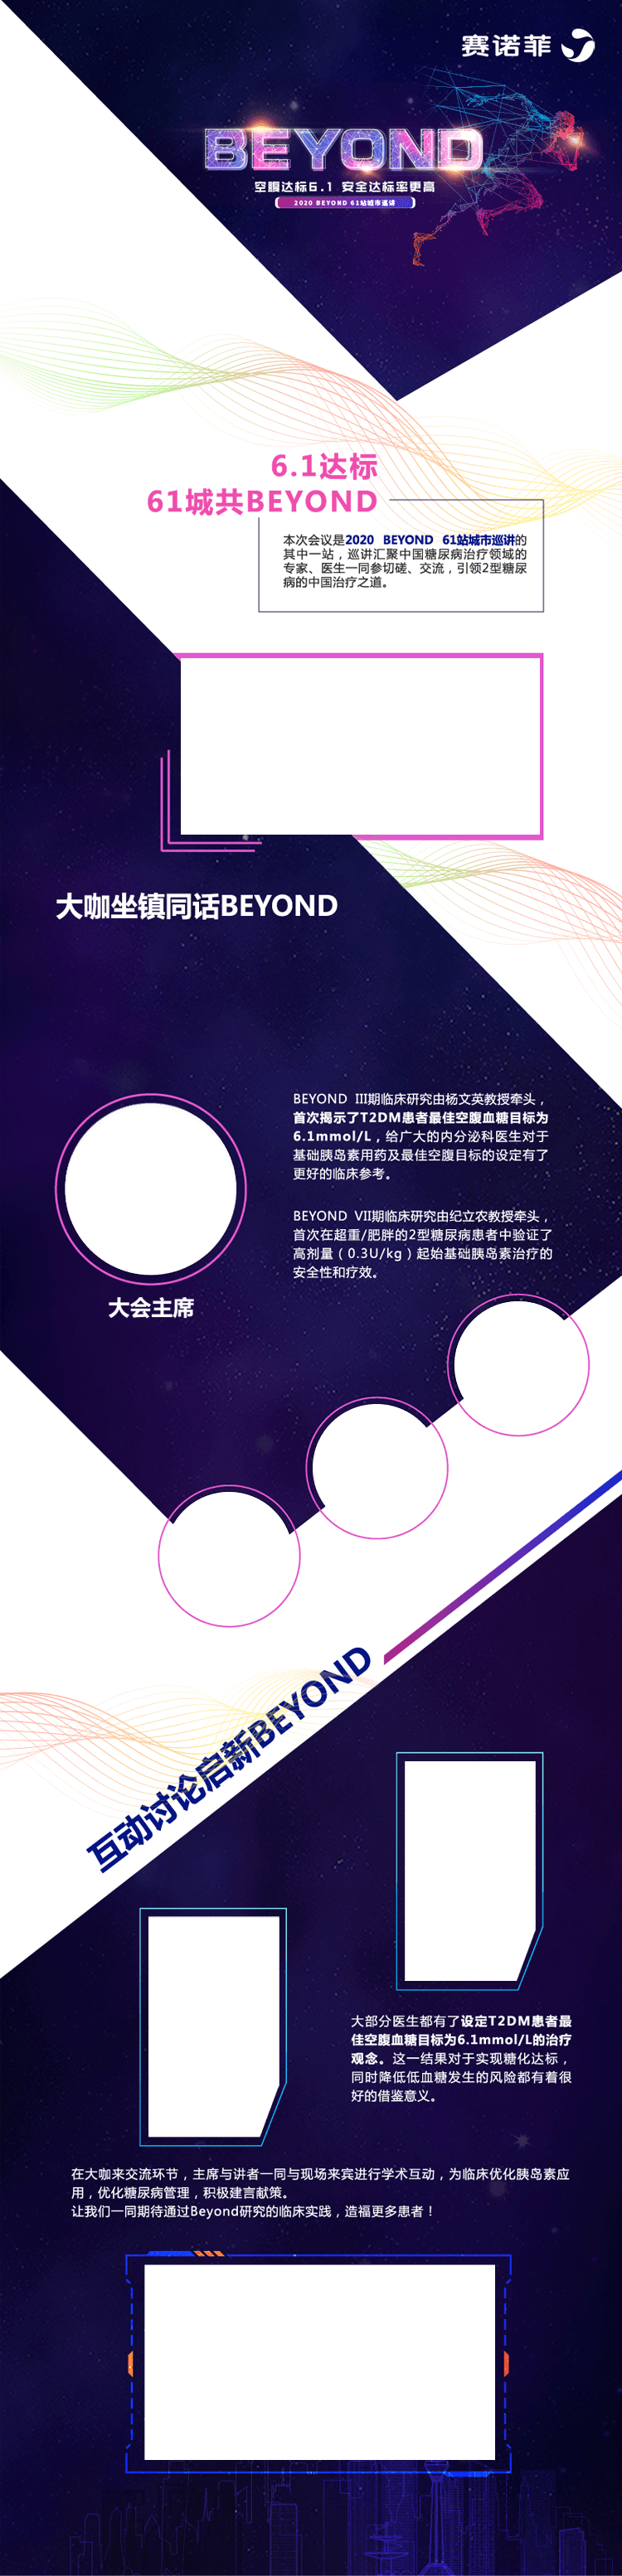 赛诺菲
BEYOND
空腹达标6.1 安全达标率更高
2020 BEYOND 61站城市巡讲
6.1达标
61城共BEYOND
本次会议是2020 BEYOND 61站城市巡讲的
其中一站，巡讲汇聚中国糖尿病治疗领域的
专家、医生一同参切磋、交流，引领2型糖尿
病的中国治疗之道。
大咖坐镇同话BEYOND
BEYOND III期临床研究由杨文英教授牵头，
首次揭示了T2DM患者最佳空腹血糖目标为
6.1mmol/L，给广大的内分泌科医生对于
基础胰岛素用药及最佳空腹目标的设定有了
更好的临床参考。
BEYOND VII期临床研究由纪立农教授牵头，
首次在超重/肥胖的2型糖尿病患者中验证了
高剂量（0.3U/kg）起始基础胰岛素治疗的
安全性和疗效。
大会主席
互动讨论启新BEYOND
大部分医生都有了设定T2DM患者最
佳空腹血糖目标为6.1mmol/L的治疗
观念。这一结果对于实现糖化达标，
同时降低低血糖发生的风险都有着很
好的借鉴意义。
在大咖来交流环节，主席与讲者一同与现场来宾进行学术互动，为临床优化胰岛素应
用，优化糖尿病管理，积极建言献策。
让我们一同期待通过Beyond研究的临床实践，造福更多患者！